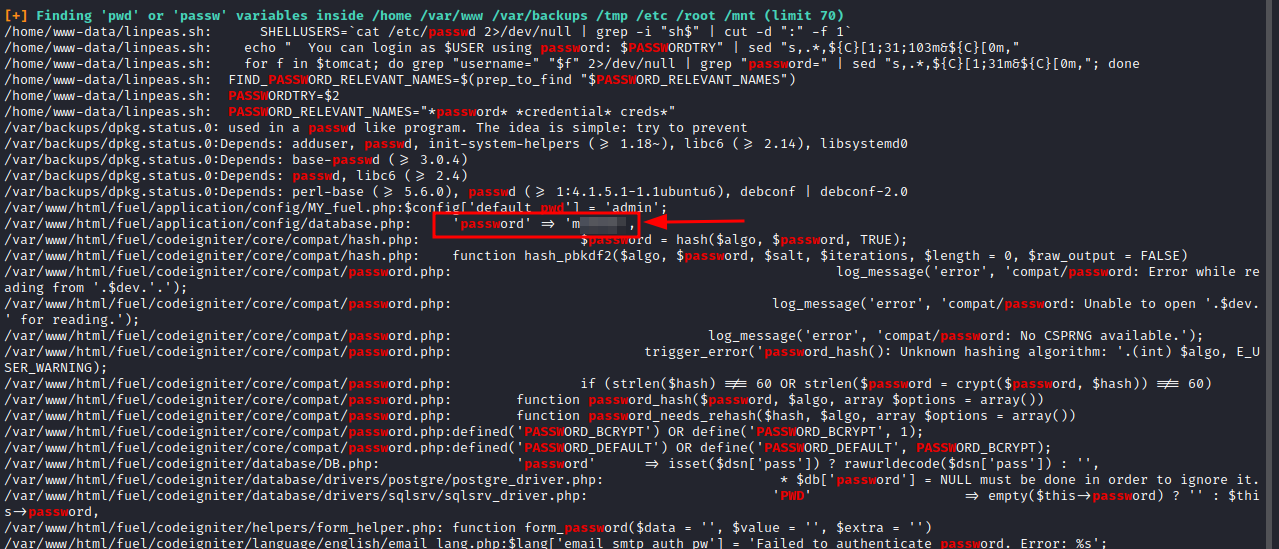 [+] Finding 'pwd' or 'passw' variables inside /home /var/www /var/backups /tmp /etc /root /mnt (limit 70)
/home/www-data/linpeas.sh:      SHELLUSERS=`cat /etc/passwd 2>/dev/null | grep -i "sh$" | cut -d ":" -f 1`
/home/www-data/linpeas.sh:    echo "  You can login as $USER using password: $PASSWORDTRY" | sed "s,.*,${C}[1;31;103m&${C}[0m,"
/home/www-data/linpeas.sh:    for f in $tomcat; do grep "username=" "$f" 2>/dev/null | grep "password=" | sed "s,.*,${C}[1;31m&${C}[0m,"; done
/home/www-data/linpeas.sh:  FIND_PASSWORD_RELEVANT_NAMES=$(prep_to_find "$PASSWORD_RELEVANT_NAMES")
/home/www-data/linpeas.sh:  PASSWORDTRY=$2
/home/www-data/linpeas.sh:  PASSWORD_RELEVANT_NAMES="*password* *credential* creds*"
/var/backups/dpkg.status.0: used in a passwd like program. The idea is simple: try to prevent
/var/backups/dpkg.status.0:Depends: adduser, passwd, init-system-helpers (>= 1.18~), libc6 (>= 2.14), libsystemd0
/var/backups/dpkg.status.0:Depends: base-passwd (>= 3.0.4)
/var/backups/dpkg.status.0:Depends: passwd, libc6 (>= 2.4)
/var/backups/dpkg.status.0:Depends: perl-base (>= 5.6.0), passwd (>= 1:4.1.5.1-1.1ubuntu6), debconf | debconf-2.0
/var/www/html/fuel/application/config/MY_fuel.php:$config['default_pwd'] = 'admin';
/var/www/html/fuel/application/config/database.php:     'password' => 'm
/var/www/html/fuel/codeigniter/core/compat/hash.php:                    $password = hash($algo, $password, TRUE);
/var/www/html/fuel/codeigniter/core/compat/hash.php:    function hash_pbkdf2($algo, $password, $salt, $iterations, $length = 0, $raw_output = FALSE)
/var/www/html/fuel/codeigniter/core/compat/password.php:                                                log_message('error', 'compat/password: Error while re
ading from '.$dev.'.');
/var/www/html/fuel/codeigniter/core/compat/password.php:                                        log_message('error', 'compat/password: Unable to open '.$dev.
' for reading.');
/var/www/html/fuel/codeigniter/core/compat/password.php:                                log_message('error', 'compat/password: No CSPRNG available.');
/var/www/html/fuel/codeigniter/core/compat/password.php:                        trigger_error('password_hash(): Unknown hashing algorithm: '.(int) $algo, E_U
SER_WARNING);
/var/www/html/fuel/codeigniter/core/compat/password.php:                if (strlen($hash) !== 60 OR strlen($password = crypt($password, $hash)) !== 60)
/var/www/html/fuel/codeigniter/core/compat/password.php:        function password_hash($password, $algo, array $options = array())
/var/www/html/fuel/codeigniter/core/compat/password.php:        function password_needs_rehash($hash, $algo, array $options = array())
/var/www/html/fuel/codeigniter/core/compat/password.php:defined('PASSWORD_BCRYPT') OR define('PASSWORD_BCRYPT', 1);
/var/www/html/fuel/codeigniter/core/compat/password.php:defined('PASSWORD_DEFAULT') OR define('PASSWORD_DEFAULT', PASSWORD_BCRYPT);
/var/www/html/fuel/codeigniter/database/DB.php:                 'password'      => isset($dsn['pass']) ? rawurldecode($dsn['pass']) : '',
/var/www/html/fuel/codeigniter/database/drivers/postgre/postgre_driver.php:             * $db['password'] = NULL must be done in order to ignore it.
/var/www/html/fuel/codeigniter/database/drivers/sqlsrv/sqlsrv_driver.php:                       'PWD'                   => empty($this->password) ? '' : $thi
s->password,
/var/www/html/fuel/codeigniter/helpers/form_helper.php: function form_password($data = '', $value = '', $extra = '')
/var/www/html/fuel/codeigniter/language/english/email_lang.php:$lang['email_smtp_auth_pw'] = 'Failed to authenticate password. Error: %s';